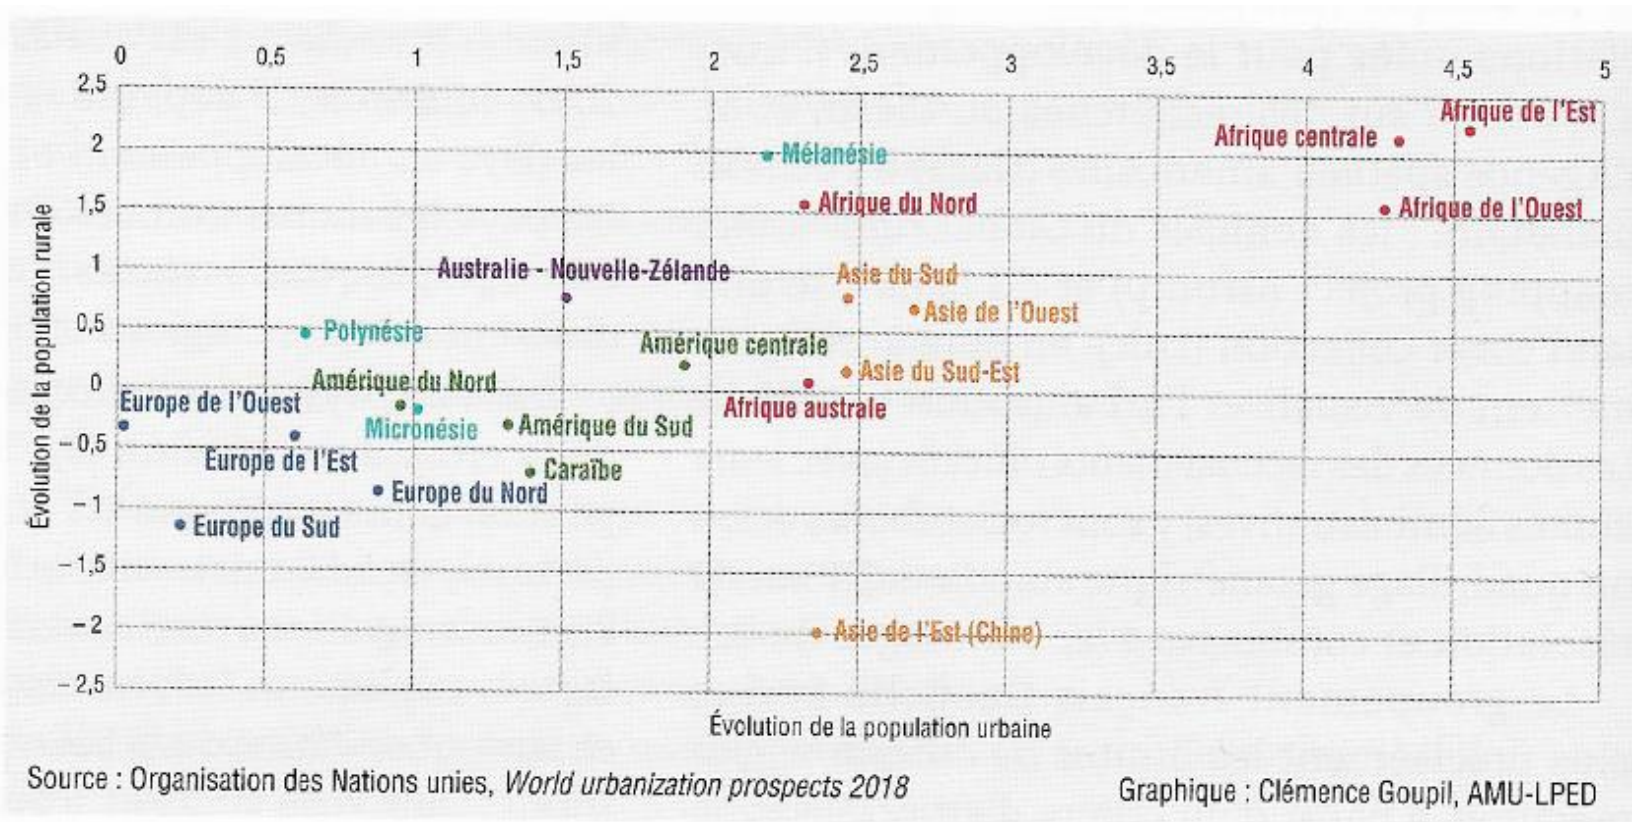 0 0,5 1 1,5 2 2,5 3 3,5 4 4,5 5
2,5
2
1,5
1
0,5
0
– 0,5
– 1
– 1,5
– 2
– 2,5
Évolution de la population rurale
Afrique de l'Est
Afrique centrale
Mélanésie
Afrique du Nord
Afrique de l'Ouest
Australie - Nouvelle-Zélande
Asie du Sud
Asie de l'Ouest
Polynésie
Amérique centrale
Amérique du Nord
Asie du Sud-Est
Europe de l'Ouest
Afrique australe
Micronésie
Amérique du Sud
Europe de l'Est
Caraïbe
Europe du Nord
Europe du Sud
Asie de l'Est (Chine)
Évolution de la population urbaine
Source : Organisation des Nations unies, World urbanization prospects 2018
Graphique : Clémence Goupil, AMU-LPED